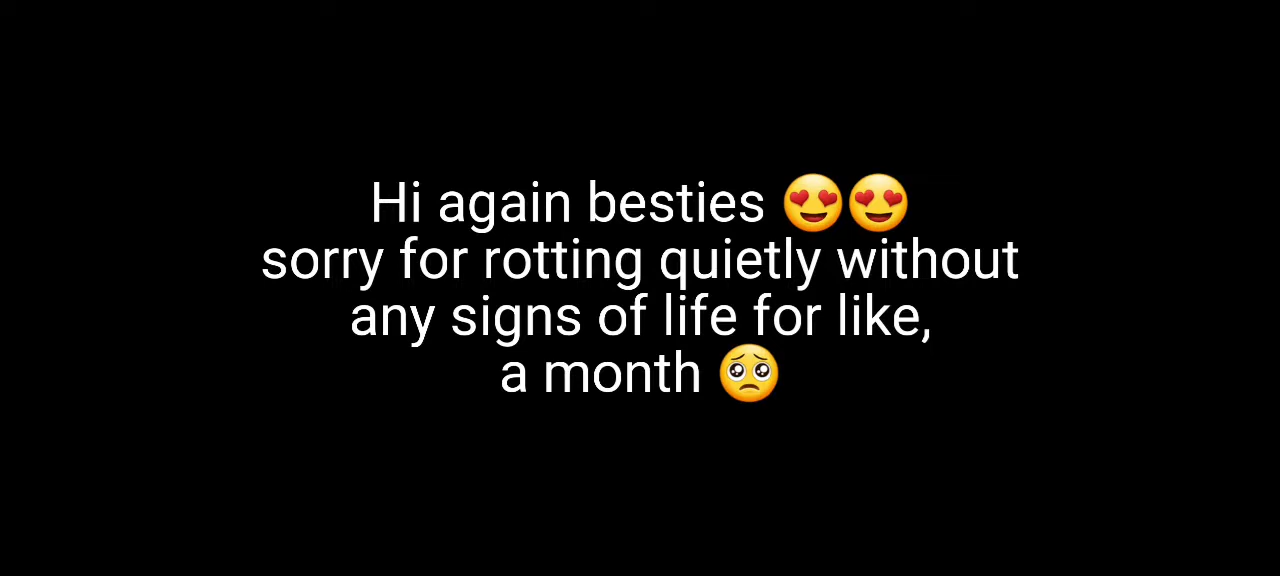 Hi again besties 😍😍
sorry for rotting quietly without
any signs of life for like,
a month 🥺